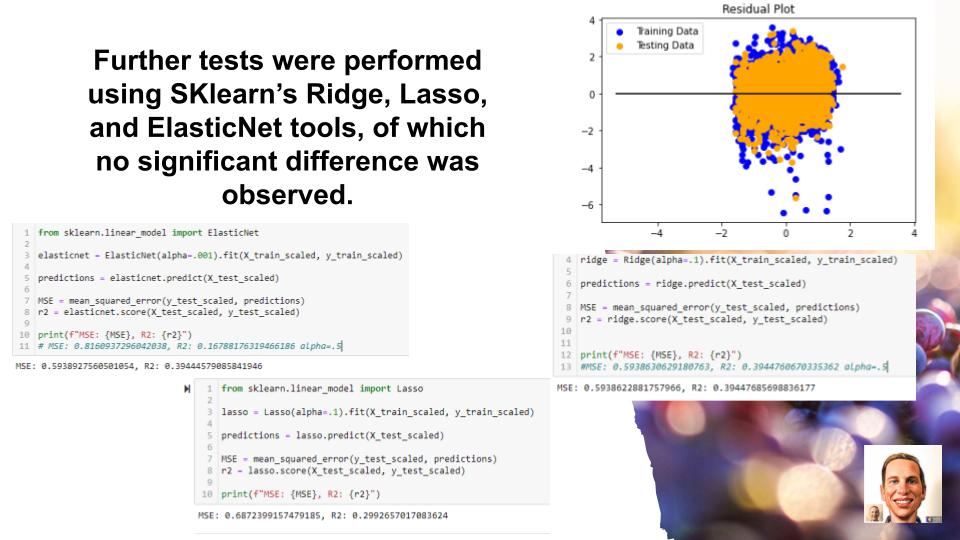 Further tests were performed
using SKlearn’s Ridge, Lasso,
and ElasticNet tools, of which
no significant difference was
observed.
Residual Plot
Training Data
Testing Data
4
2
0
−2
−4
−6
−4 −2 0 2 4
1 from sklearn.linear_model import ElasticNet
2
3 elasticnet = ElasticNet(alpha=.001).fit(X_train_scaled, y_train_scaled)
4
5 predictions = elasticnet.predict(X_test_scaled)
6
7 MSE = mean_squared_error(y_test_scaled, predictions)
8 r2 = elasticnet.score(X_test_scaled, y_test_scaled)
9
10 print(f"MSE: {MSE}, R2: {r2}")
11 # MSE: 0.8160937296042038, R2: 0.16788176319466186 alpha=.5
MSE: 0.5938927560501054, R2: 0.39444579085841946
4 ridge = Ridge(alpha=.1).fit(X_train_scaled, y_train_scaled)
5
6 predictions = ridge.predict(X_test_scaled)
7
8 MSE = mean_squared_error(y_test_scaled, predictions)
9 r2 = ridge.score(X_test_scaled, y_test_scaled)
10
11
12 print(f"MSE: {MSE}, R2: {r2}")
13 #MSE: 0.5938630629180763, R2: 0.3944760670335362 alpha=.5
MSE: 0.5938622881757966, R2: 0.39447685698836177
1 from sklearn.linear_model import Lasso
2
3 lasso = Lasso(alpha=.1).fit(X_train_scaled, y_train_scaled)
4
5 predictions = lasso.predict(X_test_scaled)
6
7 MSE = mean_squared_error(y_test_scaled, predictions)
8 r2 = lasso.score(X_test_scaled, y_test_scaled)
9
10 print(f"MSE: {MSE}, R2: {r2}")
MSE: 0.6872399157479185, R2: 0.2992657017083624